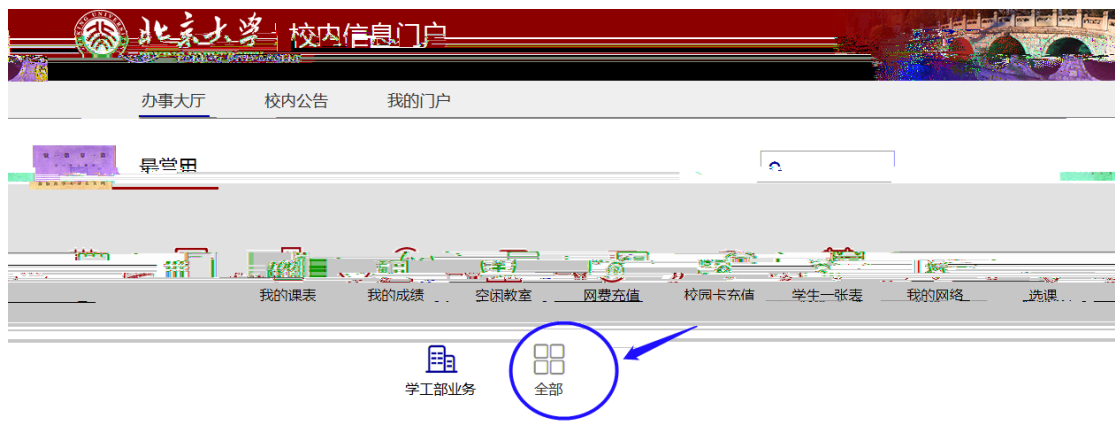 北京大学 校内信息门户
办事大厅 校内公告 我的门户
最常用
我的课表 我的成绩 空闲教室 网费充值 校园卡充值 学生一张表 我的网络 选课
学工部业务 全部